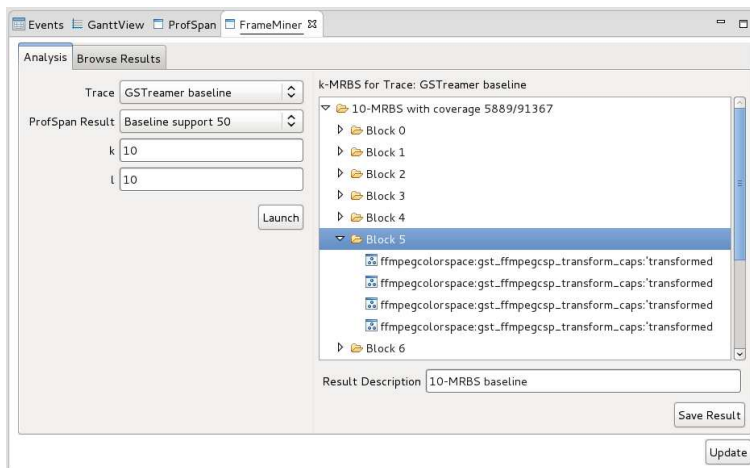 Events GanttView ProfSpan FrameMiner
Analysis Browse Results
Trace GSTreamer baseline
ProfSpan Result Baseline support 50
k 10
l 10
Launch
k-MRBS for Trace: GSTreamer baseline
10-MRBS with coverage 5889/91367
Block 0
Block 1
Block 2
Block 3
Block 4
Block 5
ffmpegcolorspace:gst_ffmpegcsp_transform_caps:'transformed
ffmpegcolorspace:gst_ffmpegcsp_transform_caps:'transformed
ffmpegcolorspace:gst_ffmpegcsp_transform_caps:'transformed
ffmpegcolorspace:gst_ffmpegcsp_transform_caps:'transformed
Block 6
Result Description 10-MRBS baseline
Save Result
Update